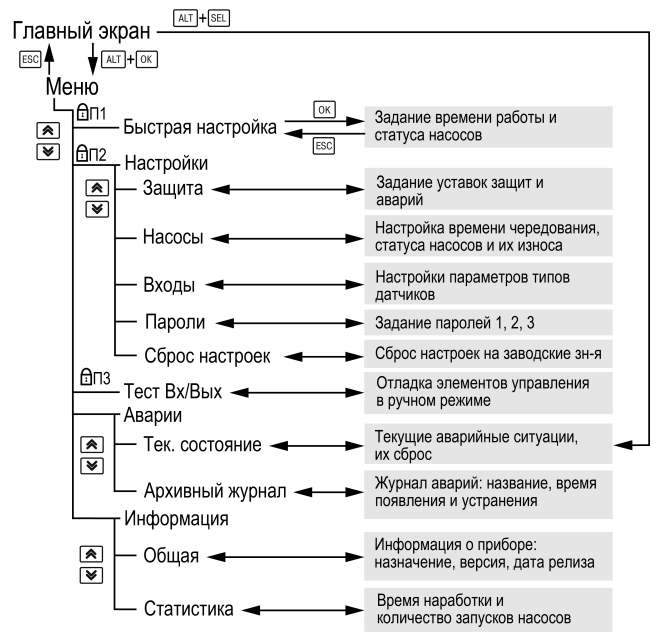 ALT + SEL
Главный экран
ESC ALT + OK
Меню
П1
Быстрая настройка
OK
ESC
Задание времени работы и
статуса насосов
П2
Настройки
Защита
Задание уставок защит и
аварий
Насосы
Настройка времени чередования,
статуса насосов и их износа
Входы
Настройки параметров типов
датчиков
Пароли
Задание паролей 1, 2, 3
Сброс настроек
Сброс настроек на заводские зн-я
П3
Тест Вх/Вых
Отладка элементов управления
в ручном режиме
Аварии
Тек. состояние
Текущие аварийные ситуации,
их сброс
Архивный журнал
Журнал аварий: название, время
появления и устранения
Информация
Общая
Информация о приборе:
назначение, версия, дата релиза
Статистика
Время наработки и
количество запусков насосов